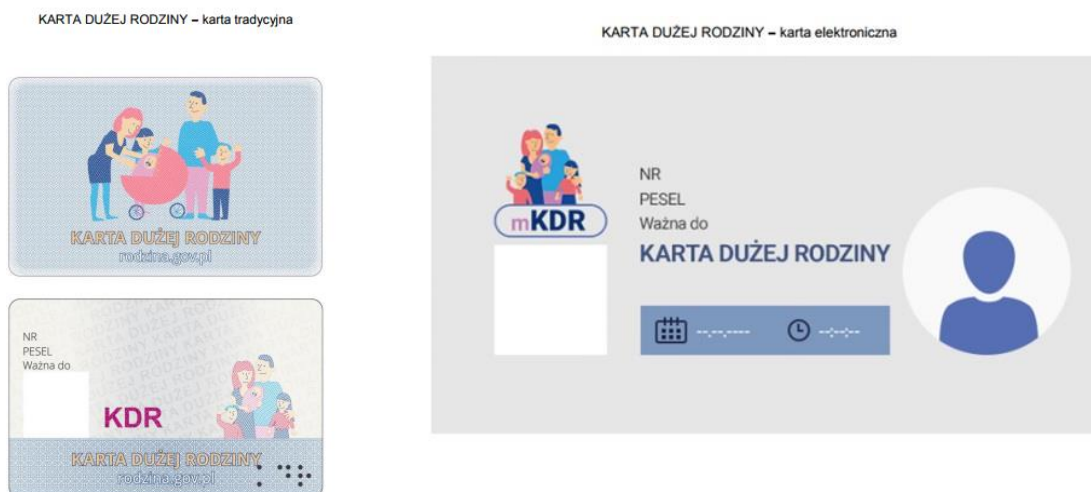 KARTA DUŻEJ RODZINY – karta tradycyjna
KARTA DUŻEJ RODZINY
rodzina.gov.pl
NR
PESEL
Ważna do
KDR
KARTA DUŻEJ RODZINY
rodzina.gov.pl
KARTA DUŻEJ RODZINY – karta elektroniczna
mKDR
NR
PESEL
Ważna do
KARTA DUŻEJ RODZINY
--.--.----
--:--:--